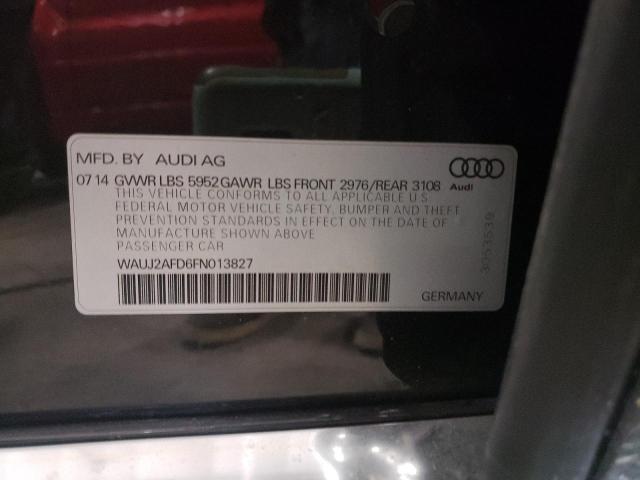 MFD. BY AUDI AG
07 14 GVWR LBS 5952 GAWR LBS FRONT 2976/REAR 3108
Audi
THIS VEHICLE CONFORMS TO ALL APPLICABLE U S
FEDERAL MOTOR VEHICLE SAFETY, BUMPER AND THEFT
PREVENTION STANDARDS IN EFFECT ON THE DATE OF
MANUFACTURE SHOWN ABOVE
PASSENGER CAR
3053539
WAUJ2AFD6FN013827
GERMANY